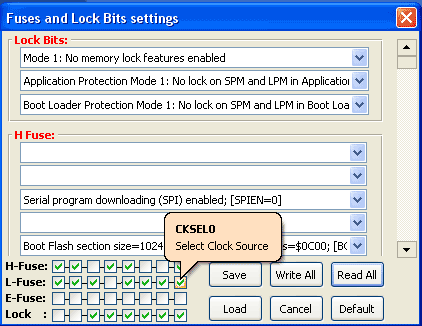 Fuses and Lock Bits settings
Lock Bits:
Mode 1: No memory lock features enabled
Application Protection Mode 1: No lock on SPM and LPM in Application
Boot Loader Protection Mode 1: No lock on SPM and LPM in Boot Loa
H Fuse:
Serial program downloading (SPI) enabled; [SPIEN=0]
Boot Flash section size=1024 s=$0C00; [BO
CKSEL0
Select Clock Source
H-Fuse:
L-Fuse:
E-Fuse:
Lock :
Save
Write All
Read All
Load
Cancel
Default